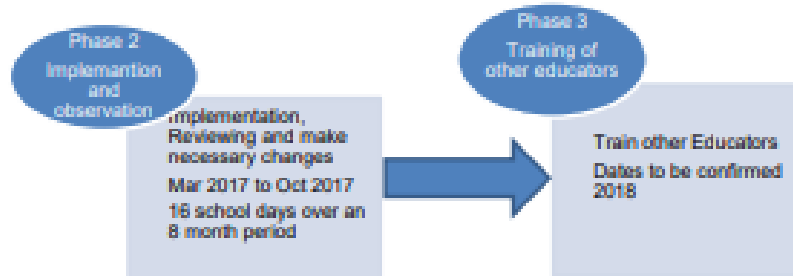 Phase 2
Implemantion
and
observation
Implementation,
Reviewing and make
necessary changes
Mar 2017 to Oct 2017
16 school days over an
8 month period
Phase 3
Training of
other educators
Train other Educators
Dates to be confirmed
2018